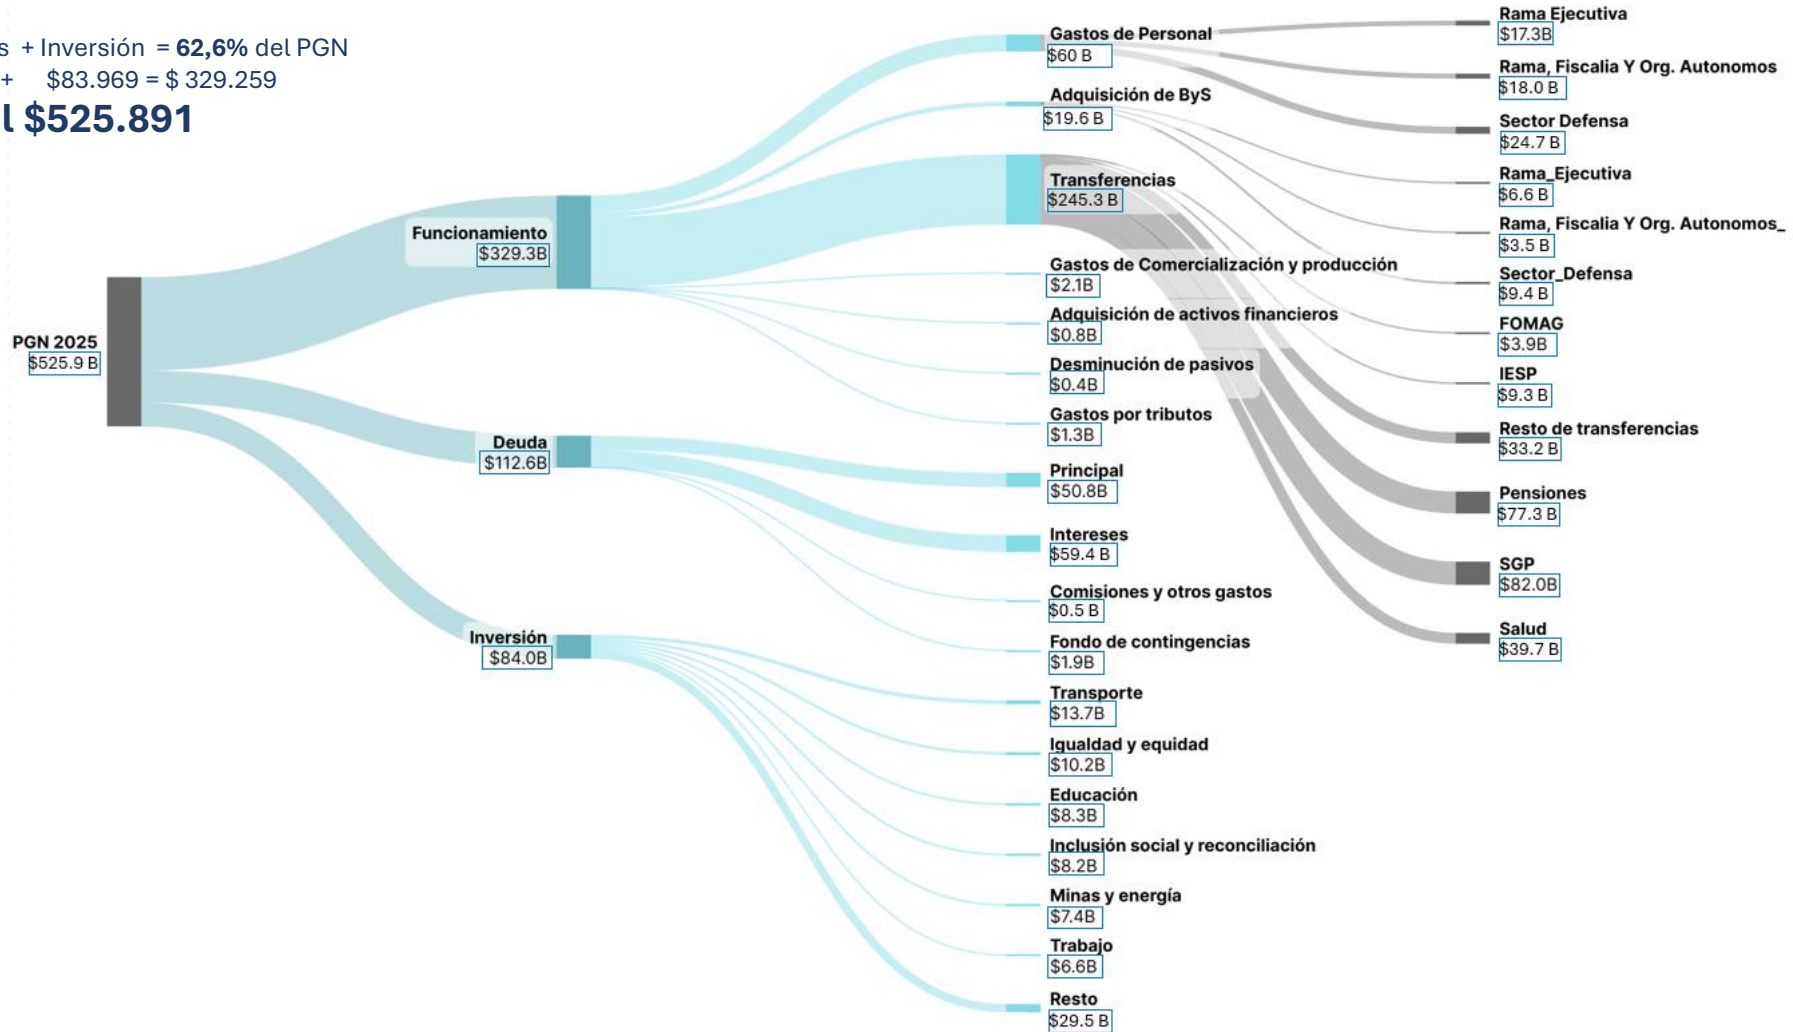 s + Inversión = 62,6% del PGN
+ $83.969 = $ 329.259
l $525.891
PGN 2025
$525.9 B
Funcionamiento
$329.3B
Deuda
$112.6B
Inversión
$84.0B
Gastos de Personal
$60 B
Adquisición de ByS
$19.6 B
Transferencias
$245.3 B
Gastos de Comercialización y producción
$2.1B
Adquisición de activos financieros
$0.8B
Desminución de pasivos
$0.4B
Gastos por tributos
$1.3B
Principal
$50.8B
Intereses
$59.4 B
Comisiones y otros gastos
$0.5 B
Fondo de contingencias
$1.9B
Transporte
$13.7B
Igualdad y equidad
$10.2B
Educación
$8.3B
Inclusión social y reconciliación
$8.2B
Minas y energía
$7.4B
Trabajo
$6.6B
Resto
$29.5 B
Rama Ejecutiva
$17.3B
Rama, Fiscalia Y Org. Autonomos
$18.0 B
Sector Defensa
$24.7 B
Rama_Ejecutiva
$6.6 B
Rama, Fiscalia Y Org. Autonomos_
$3.5 B
Sector_Defensa
$9.4 B
FOMAG
$3.9B
IESP
$9.3 B
Resto de transferencias
$33.2 B
Pensiones
$77.3 B
SGP
$82.0B
Salud
$39.7 B